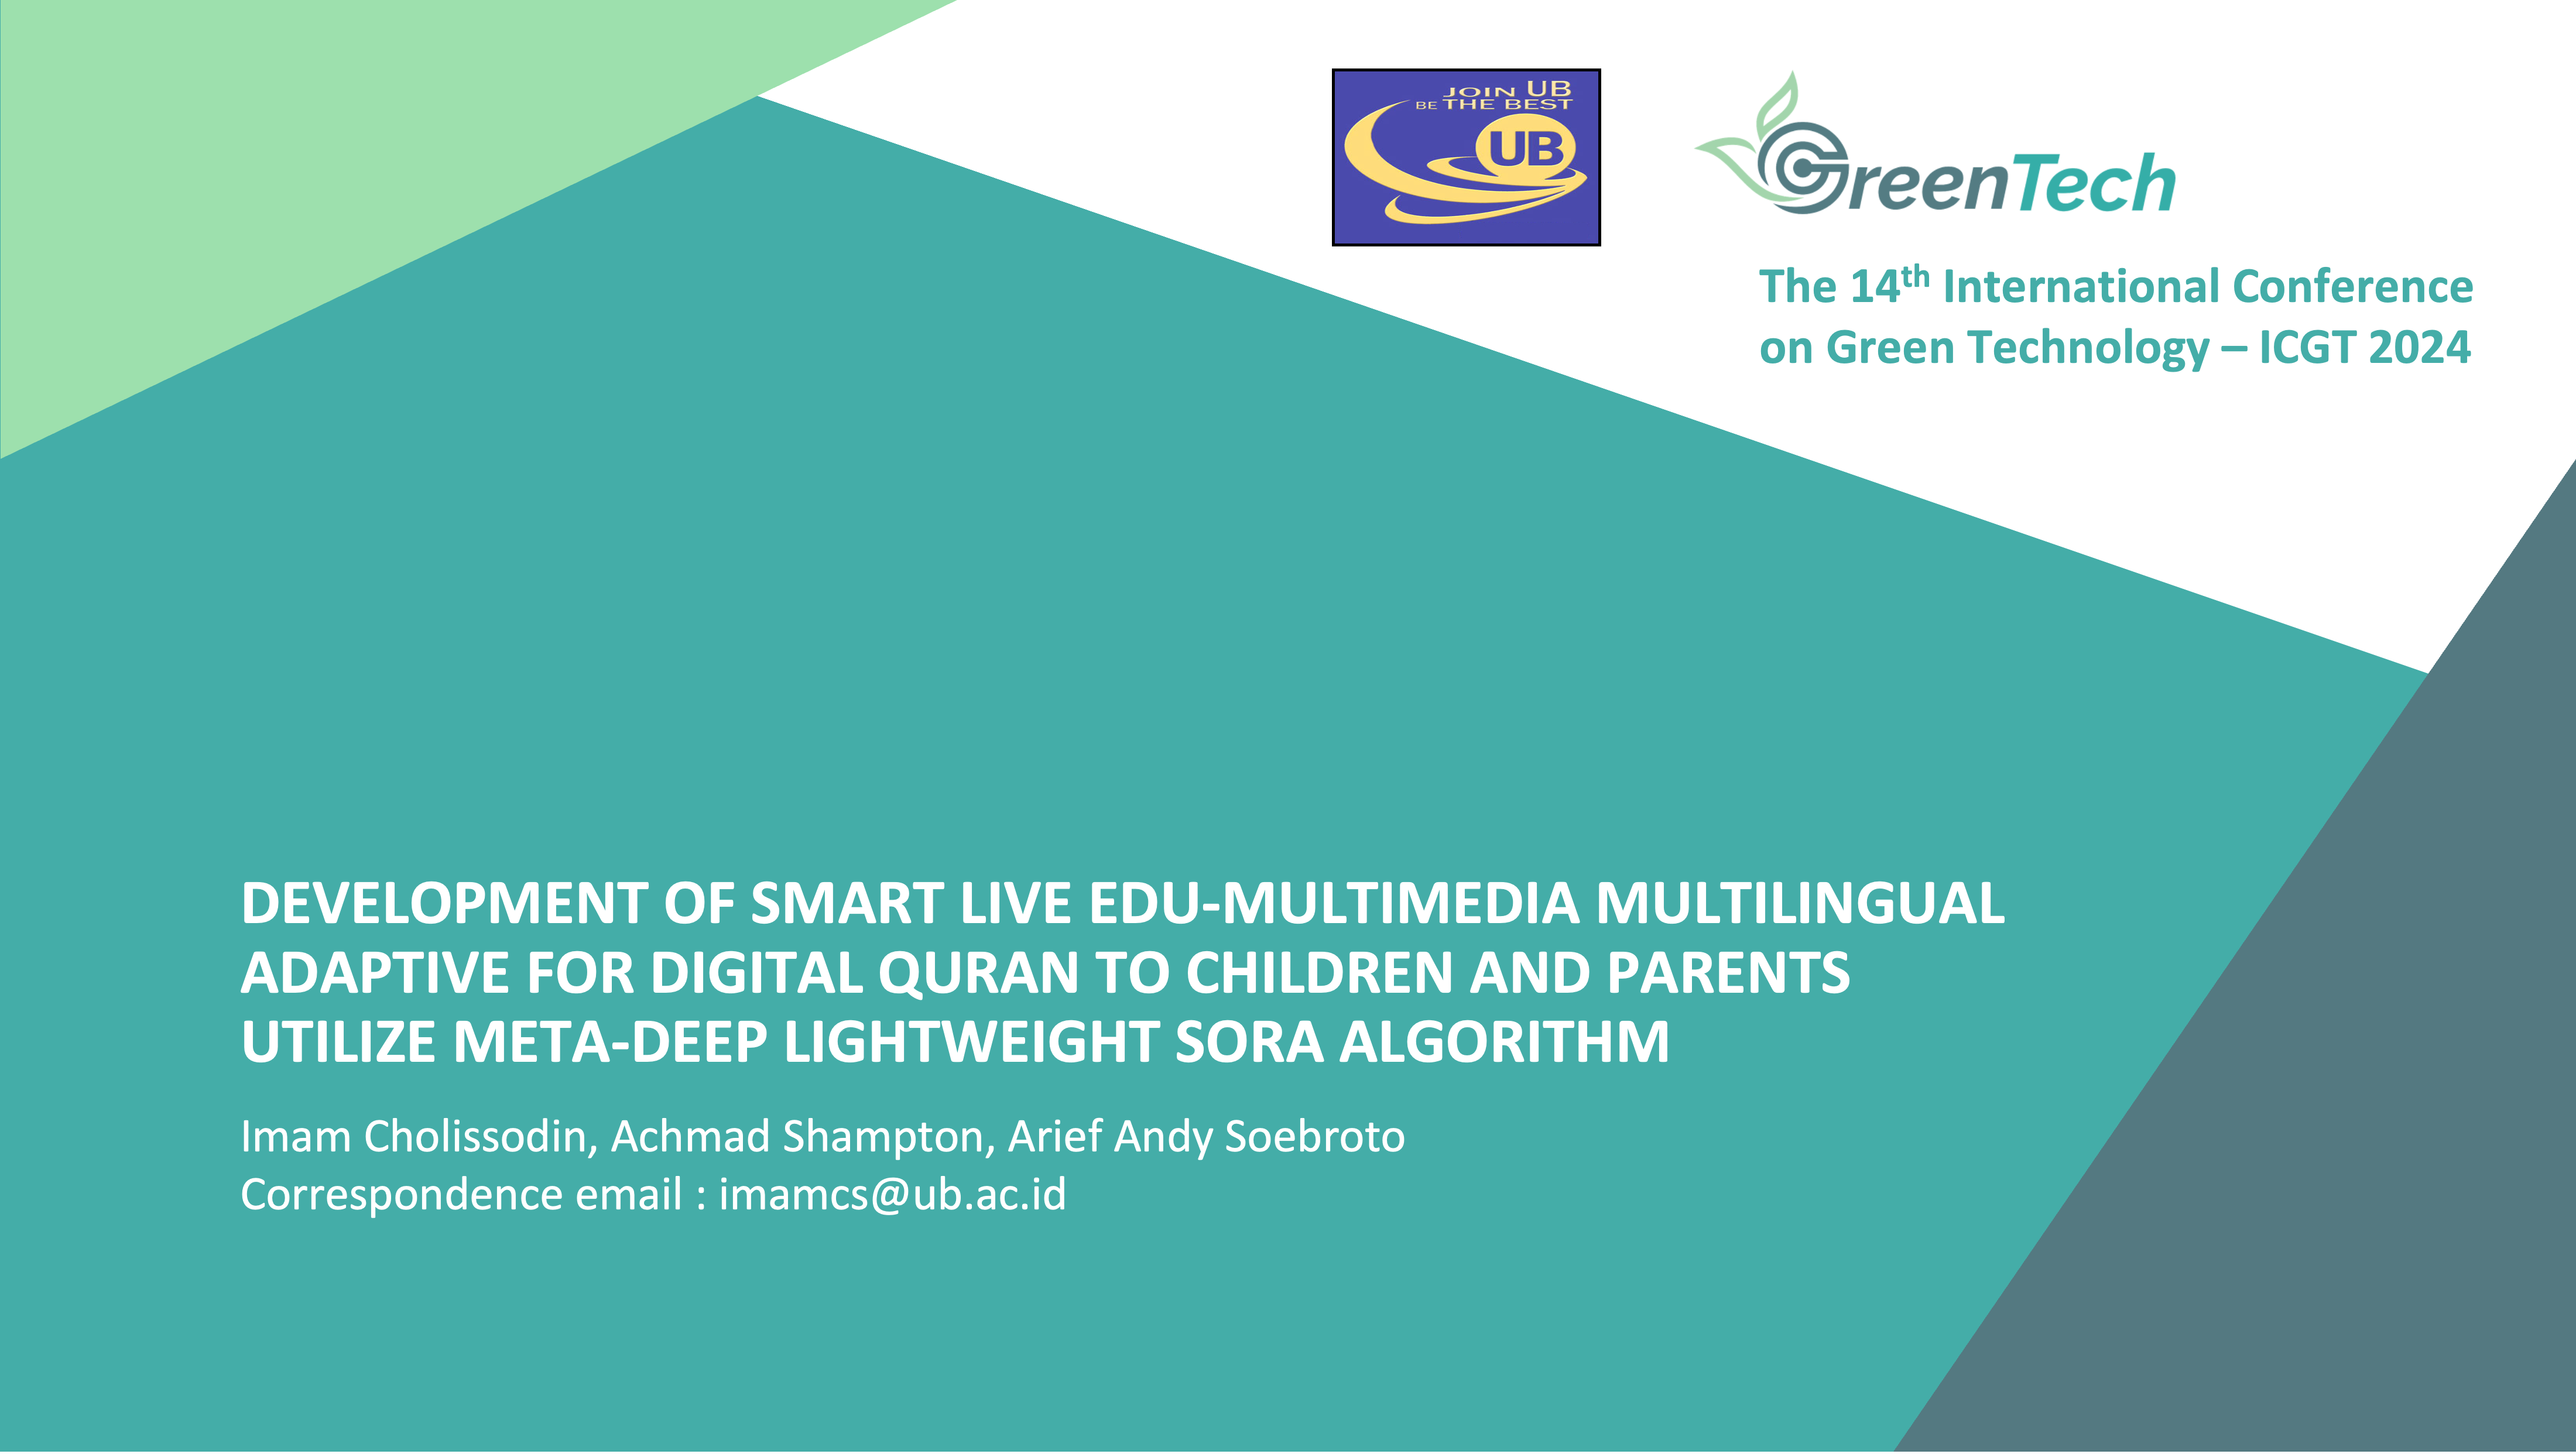 JOIN UB
BE THE BEST
UB
GreenTech
The 14th International Conference
on Green Technology – ICGT 2024
DEVELOPMENT OF SMART LIVE EDU-MULTIMEDIA MULTILINGUAL
ADAPTIVE FOR DIGITAL QURAN TO CHILDREN AND PARENTS
UTILIZE META-DEEP LIGHTWEIGHT SORA ALGORITHM
Imam Cholissodin, Achmad Shampton, Arief Andy Soebroto
Correspondence email : imamcs@ub.ac.id